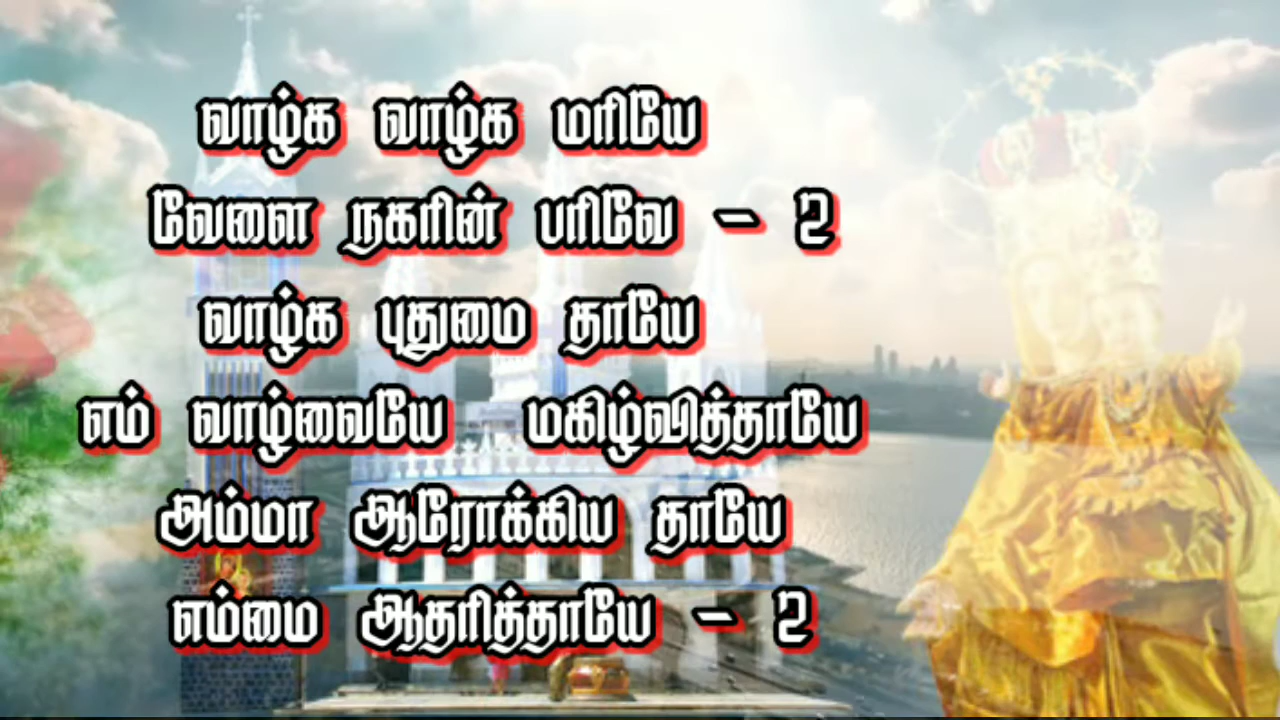 வாழ்க வாழ்க மரியே
வேளை நகரின் பரிவே - 2
வாழ்க புதுமை தாயே
எம் வாழ்வையே மகிழ்வித்தாயே
அம்மா ஆரோக்கிய தாயே
எம்மை ஆதரித்தாயே - 2